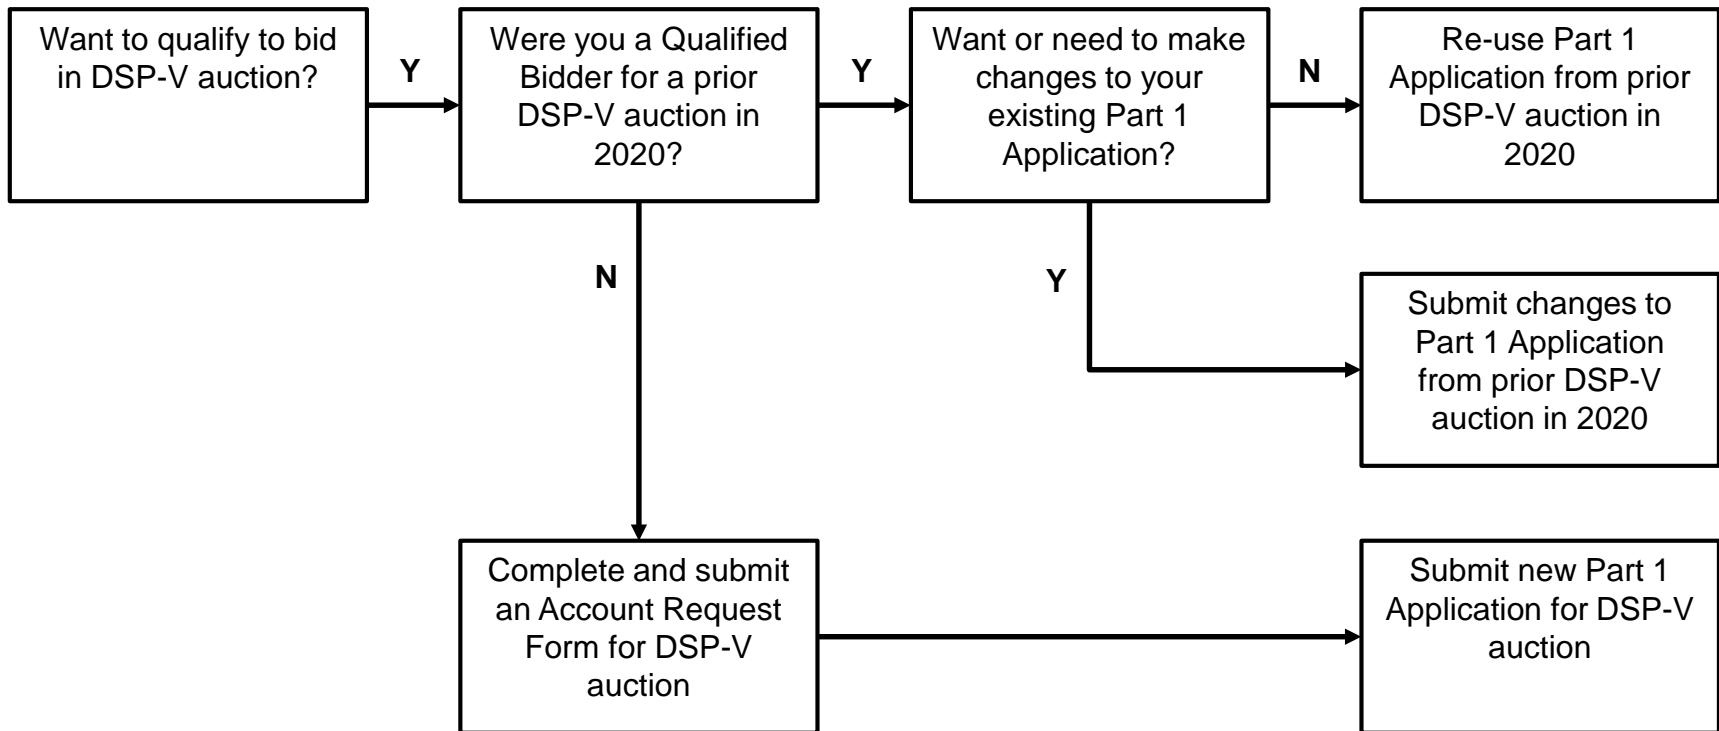 Want to qualify to bid
in DSP-V auction?
Y
Were you a Qualified
Bidder for a prior
DSP-V auction in
2020?
Y
Want or need to make
changes to your
existing Part 1
Application?
N
Re-use Part 1
Application from prior
DSP-V auction in
2020
N
Y
Submit changes to
Part 1 Application
from prior DSP-V
auction in 2020
Complete and submit
an Account Request
Form for DSP-V
auction
Submit new Part 1
Application for DSP-V
auction